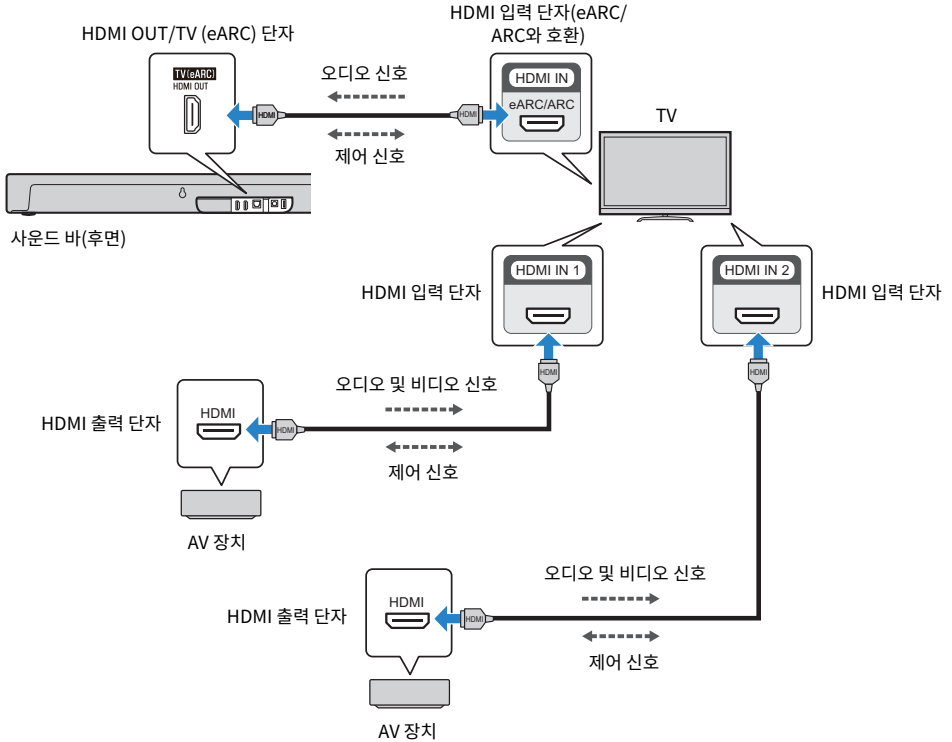 HDMI 입력 단자(eARC/
ARC와 호환)
HDMI OUT/TV (eARC) 단자
TV(eARC)
HDMI OUT
오디오 신호
HDMI IN
eARC/ARC
HDMI
HDMI
TV
제어 신호
사운드 바(후면)
HDMI IN 1
HDMI IN 2
HDMI 입력 단자
HDMI 입력 단자
HDMI
HDMI
오디오 및 비디오 신호
HDMI
HDMI 출력 단자
HDMI
제어 신호
AV 장치
오디오 및 비디오 신호
HDMI
HDMI 출력 단자
HDMI
제어 신호
AV 장치